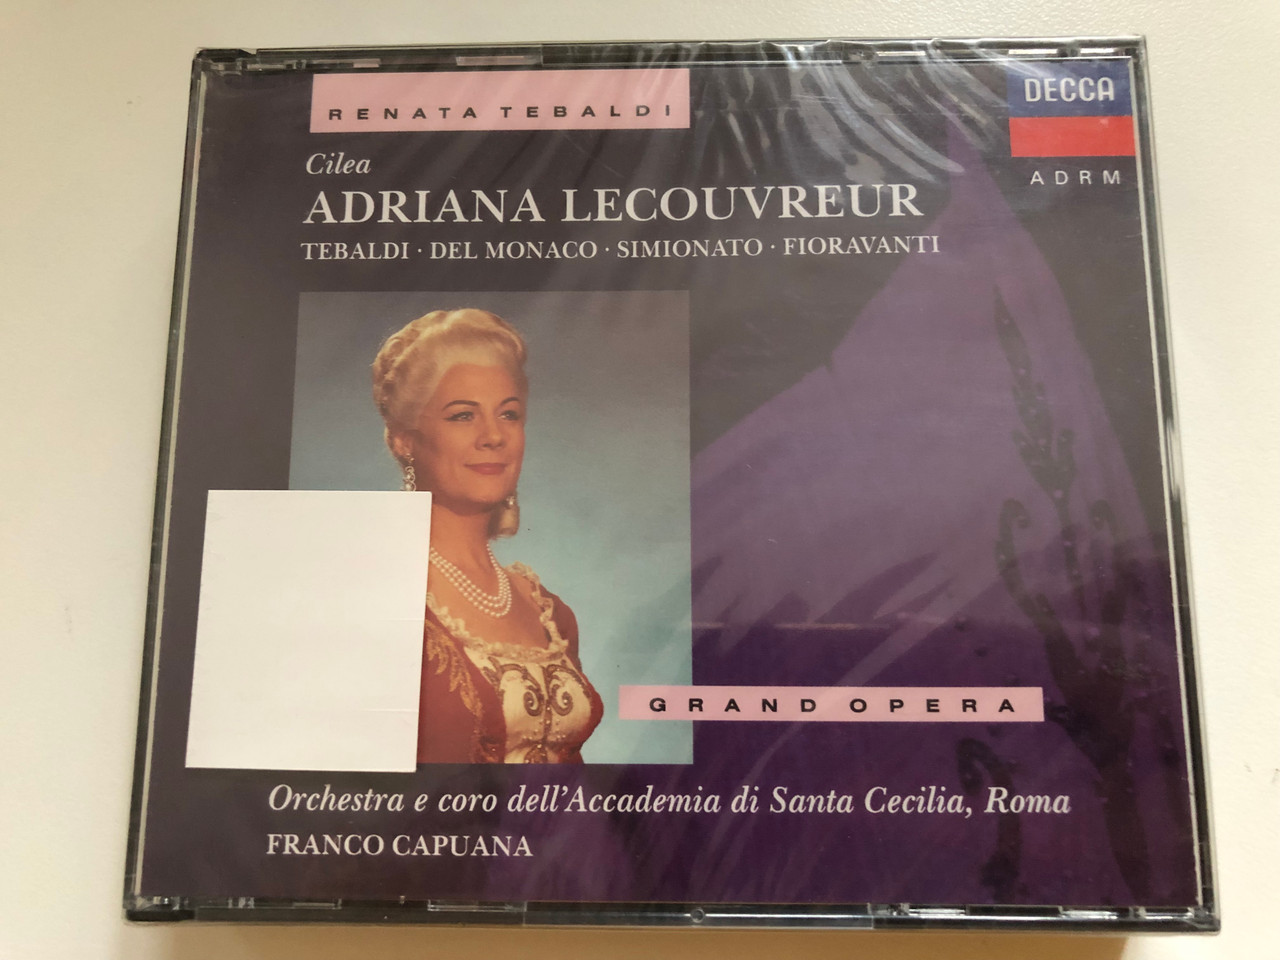 RENATA TEBALDI
DECCA
ADRM
Cilea
ADRIANA LECOUVREUR
TEBALDI · DEL MONACO · SIMIONATO · FIORAVANTI
GRAND OPERA
Orchestra e coro dell'Accademia di Santa Cecilia, Roma
FRANCO CAPUANA